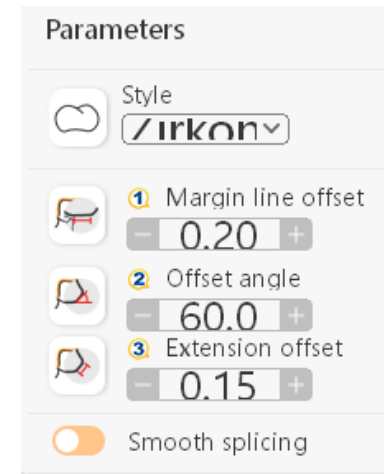 Parameters
Style
Zirkon
1 Margin line offset
− 0.20 +
2 Offset angle
− 60.0 +
3 Extension offset
− 0.15 +
Smooth splicing